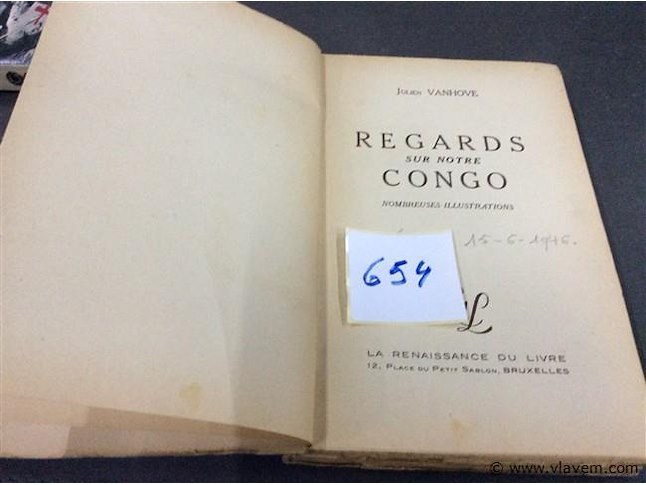 Julien VANHOVE
REGARDS
SUR NOTRE
CONGO
NOMBREUSES ILLUSTRATIONS
15-6-1946.
654
L
LA RENAISSANCE DU LIVRE
12, PLACE DU PETIT SABLON, BRUXELLES
© www.vlavem.com